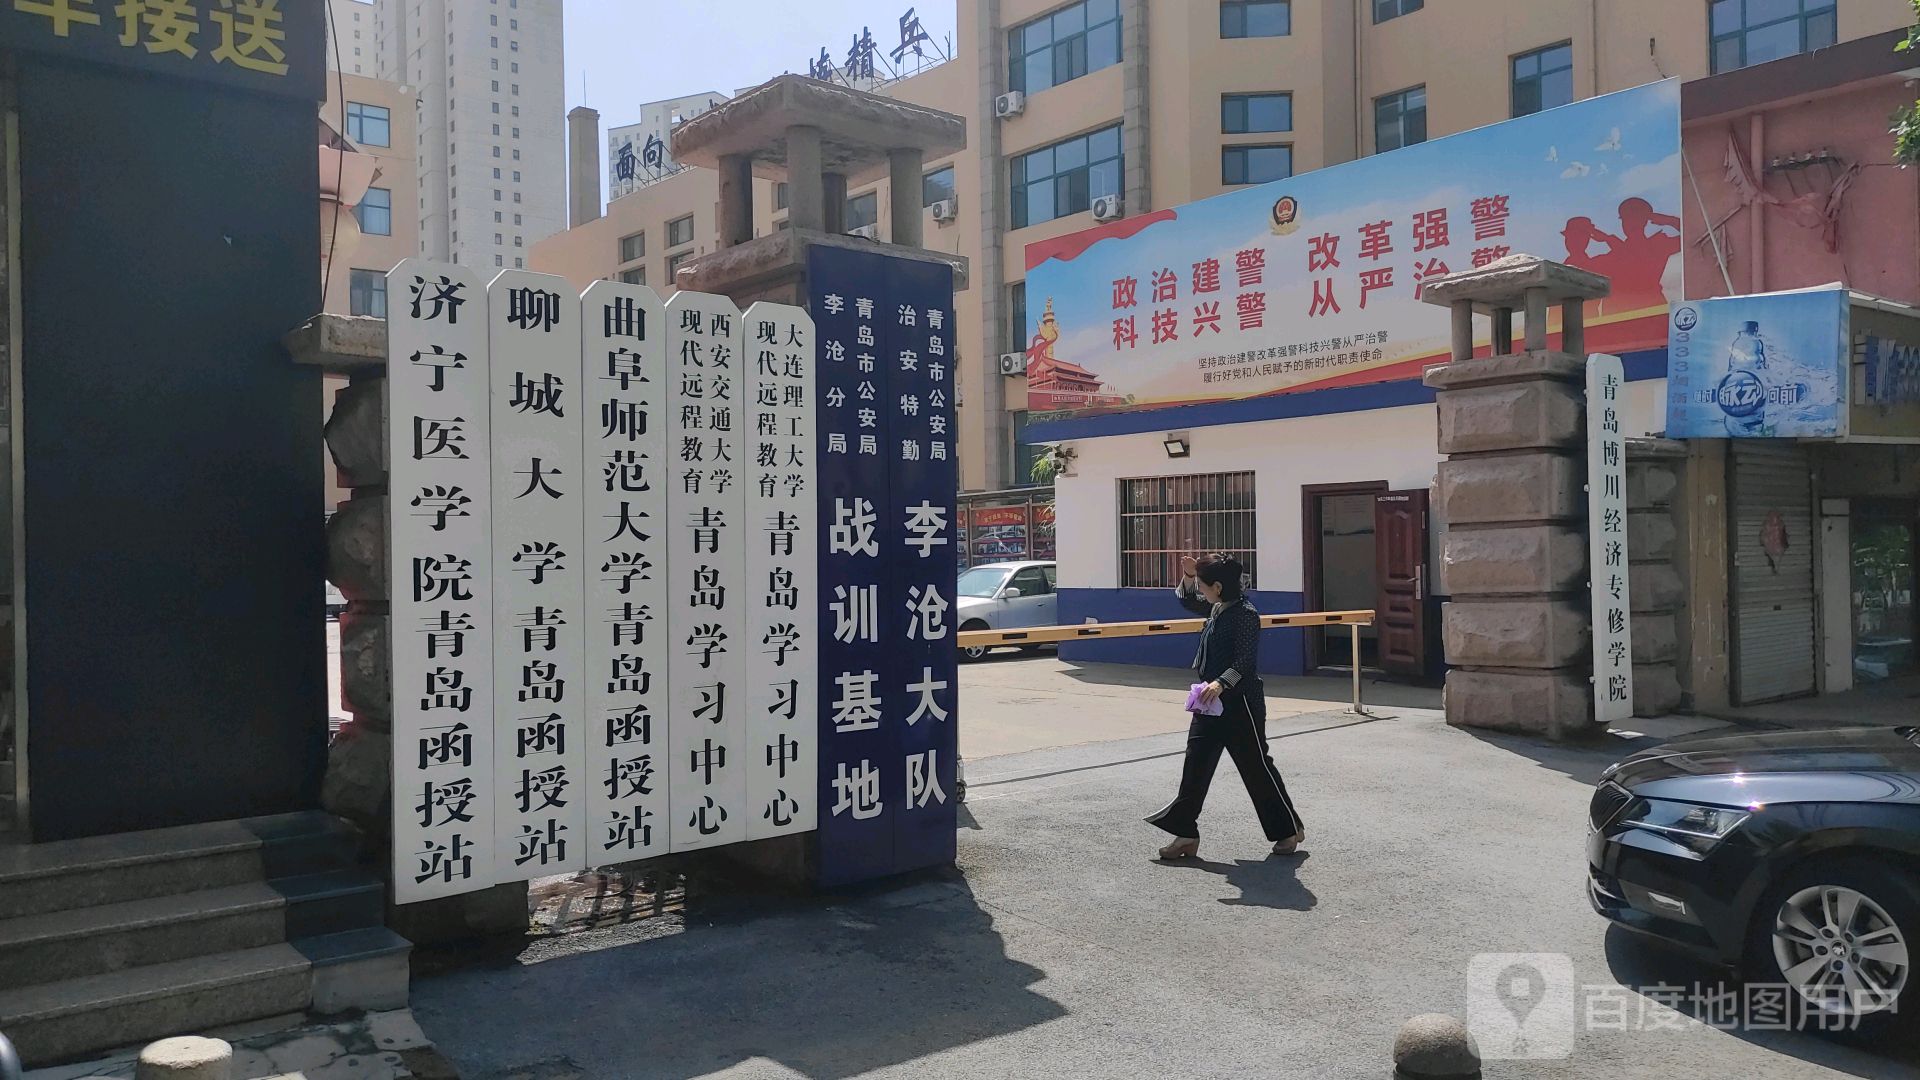 车接送
面向
精兵
济宁医学院青岛函授站
聊城大学青岛函授站
曲阜师范大学青岛函授站
西安交通大学
现代远程教育
青岛学习中心
大连理工大学
现代远程教育
青岛学习中心
青岛市公安局
李沧分局
战训基地
青岛市公安局
治安特勤
李沧大队
政治建警 改革强警
科技兴警 从严治警
坚持政治建警改革强警科技兴警从严治警
履行好党和人民赋予的新时代职责使命
青岛博川经济专修学院
脉动
回前
百度地图用户